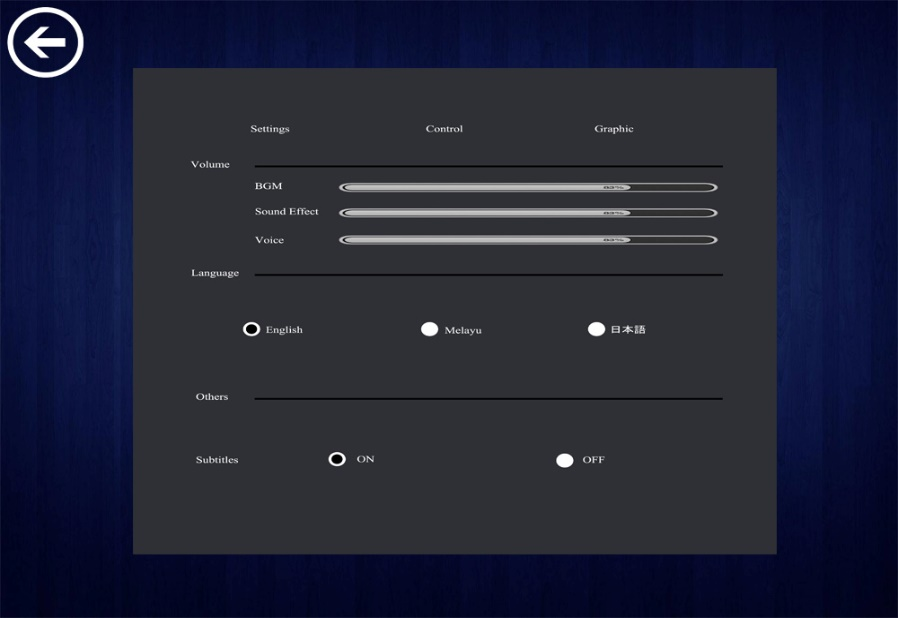 Settings Control Graphic
Volume
BGM
Sound Effect
Voice
Language
English Melayu 日本語
Others
Subtitles ON OFF